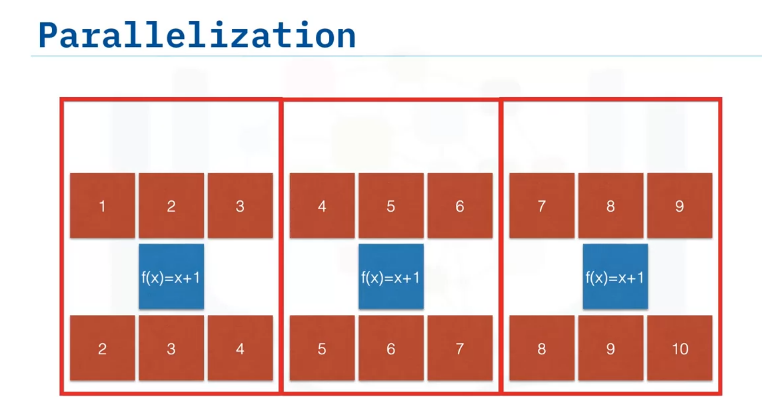 Parallelization
1 2 3 4 5 6 7 8 9
f(x)=x+1 f(x)=x+1 f(x)=x+1
2 3 4 5 6 7 8 9 10